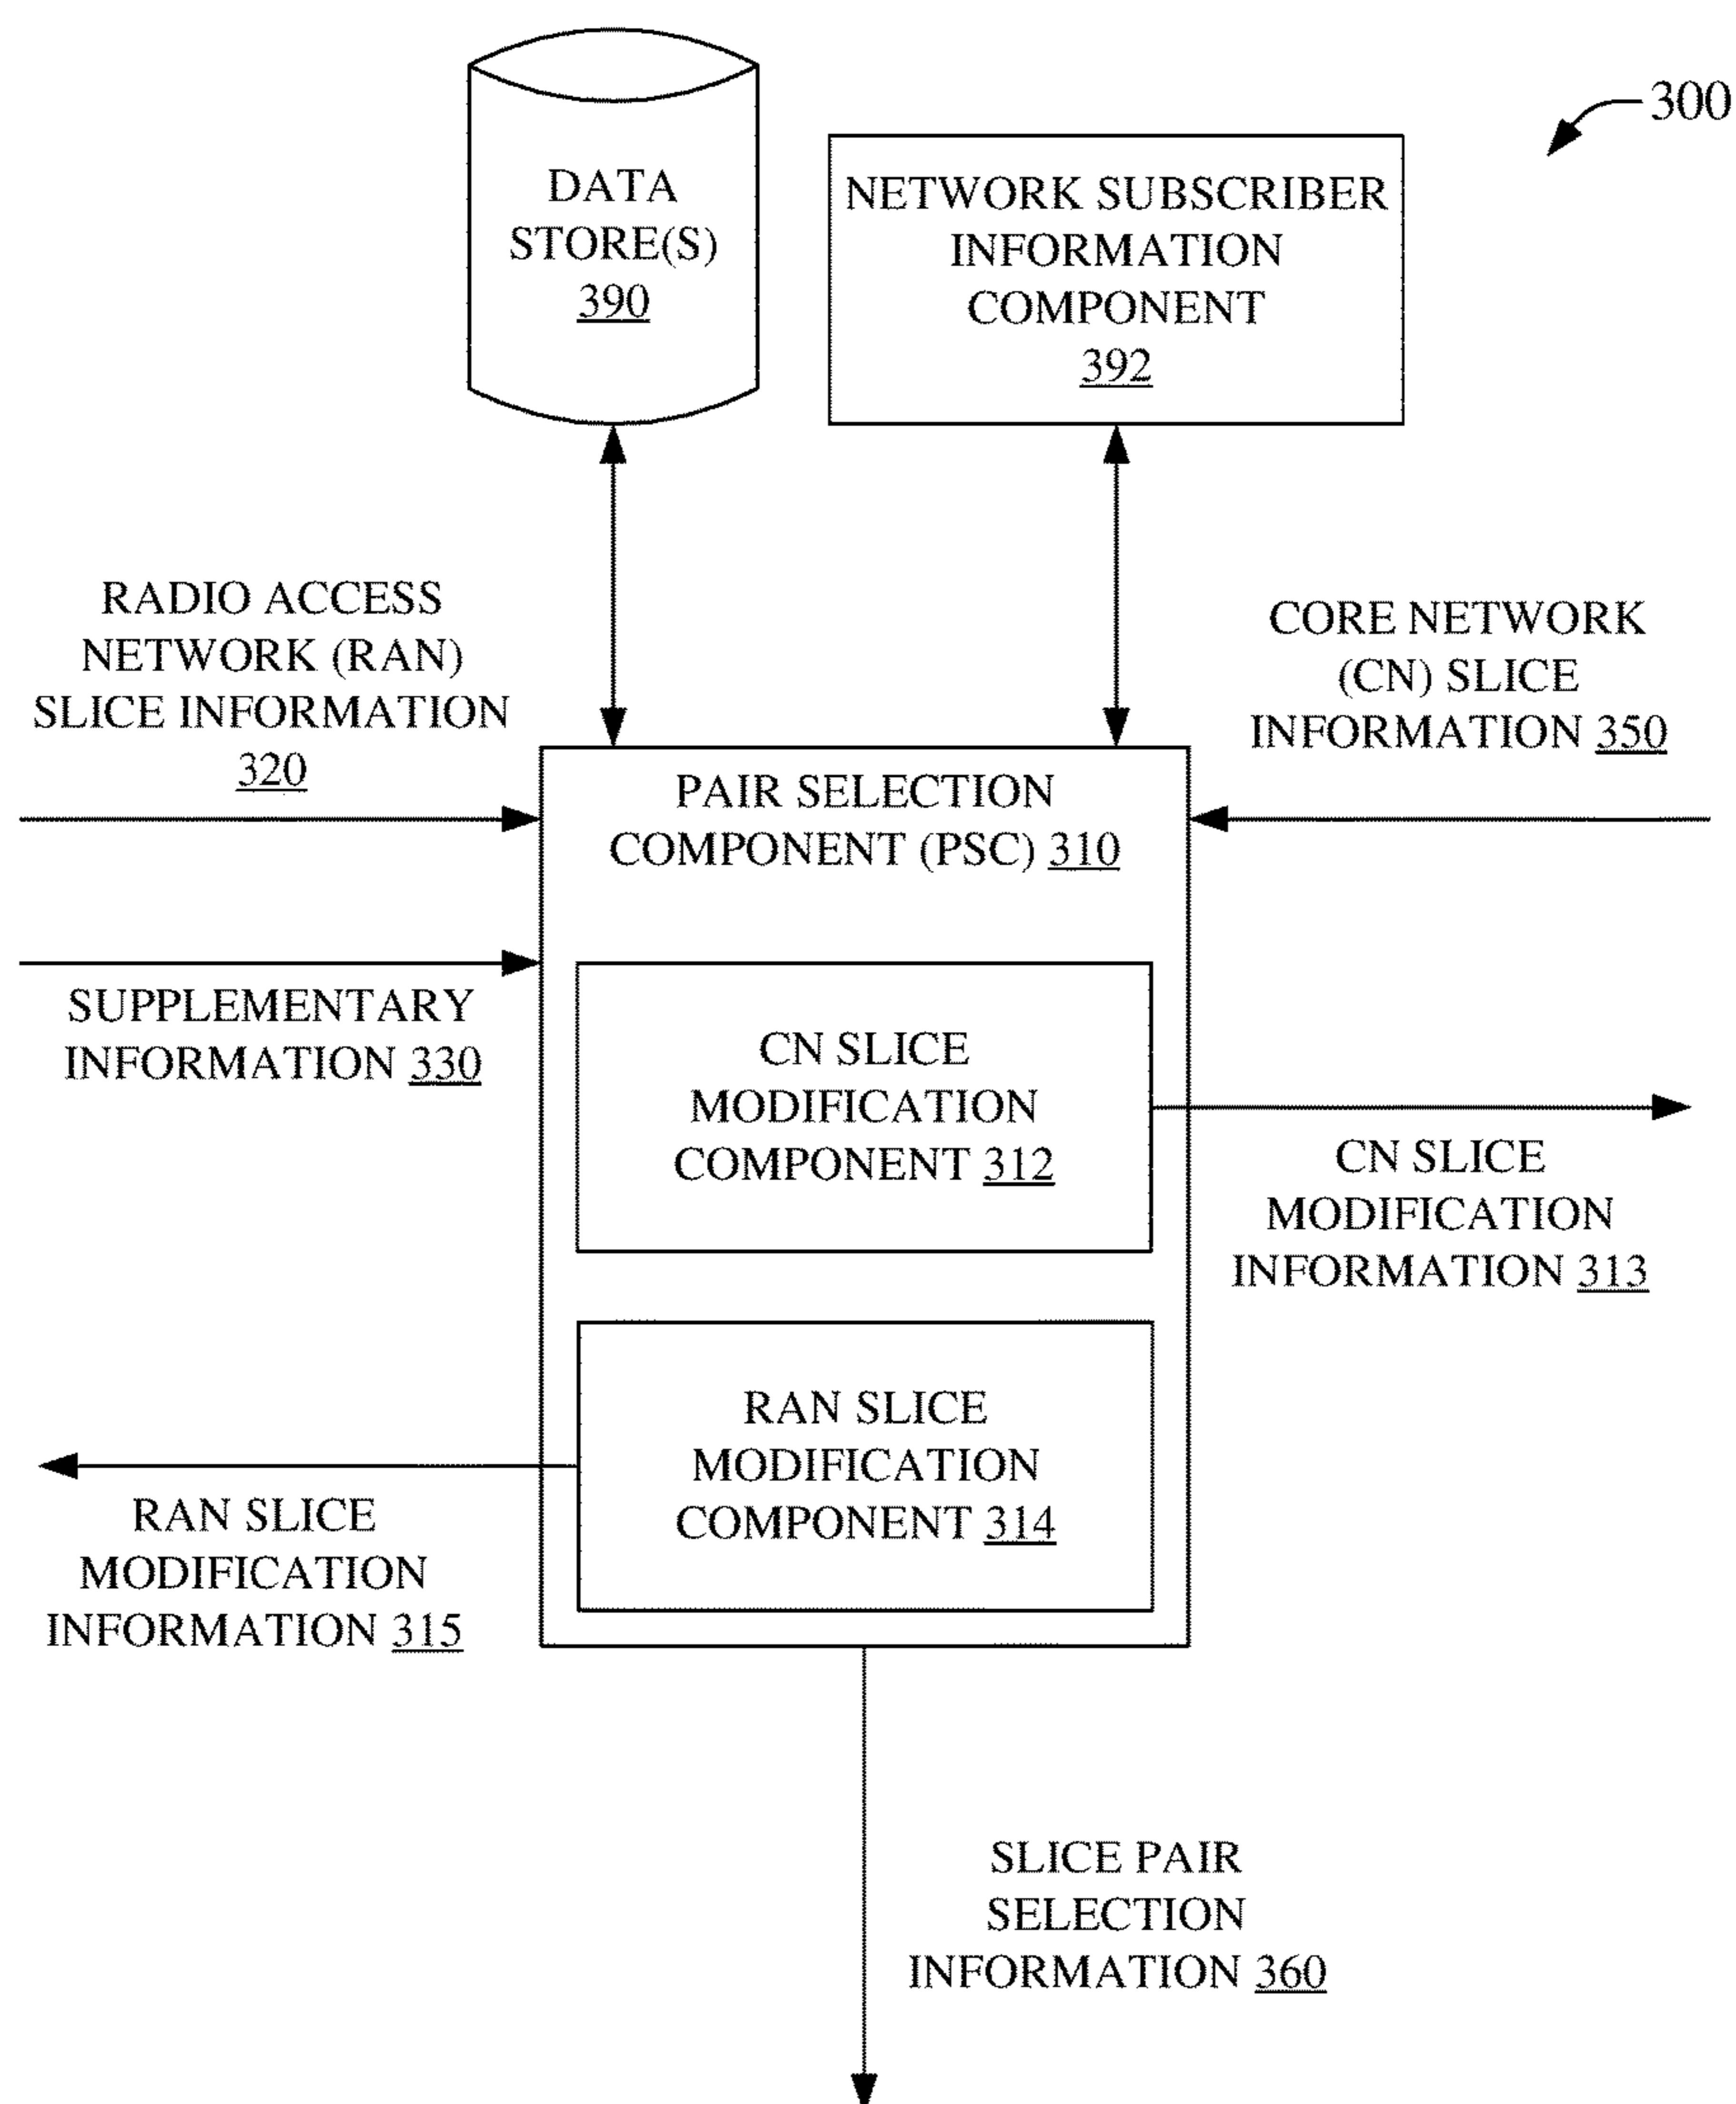 300
DATA
STORE(S)
390
NETWORK SUBSCRIBER
INFORMATION
COMPONENT
392
RADIO ACCESS
NETWORK (RAN)
SLICE INFORMATION
320
CORE NETWORK
(CN) SLICE
INFORMATION 350
PAIR SELECTION
COMPONENT (PSC) 310
SUPPLEMENTARY
INFORMATION 330
CN SLICE
MODIFICATION
COMPONENT 312
CN SLICE
MODIFICATION
INFORMATION 313
RAN SLICE
MODIFICATION
COMPONENT 314
RAN SLICE
MODIFICATION
INFORMATION 315
SLICE PAIR
SELECTION
INFORMATION 360